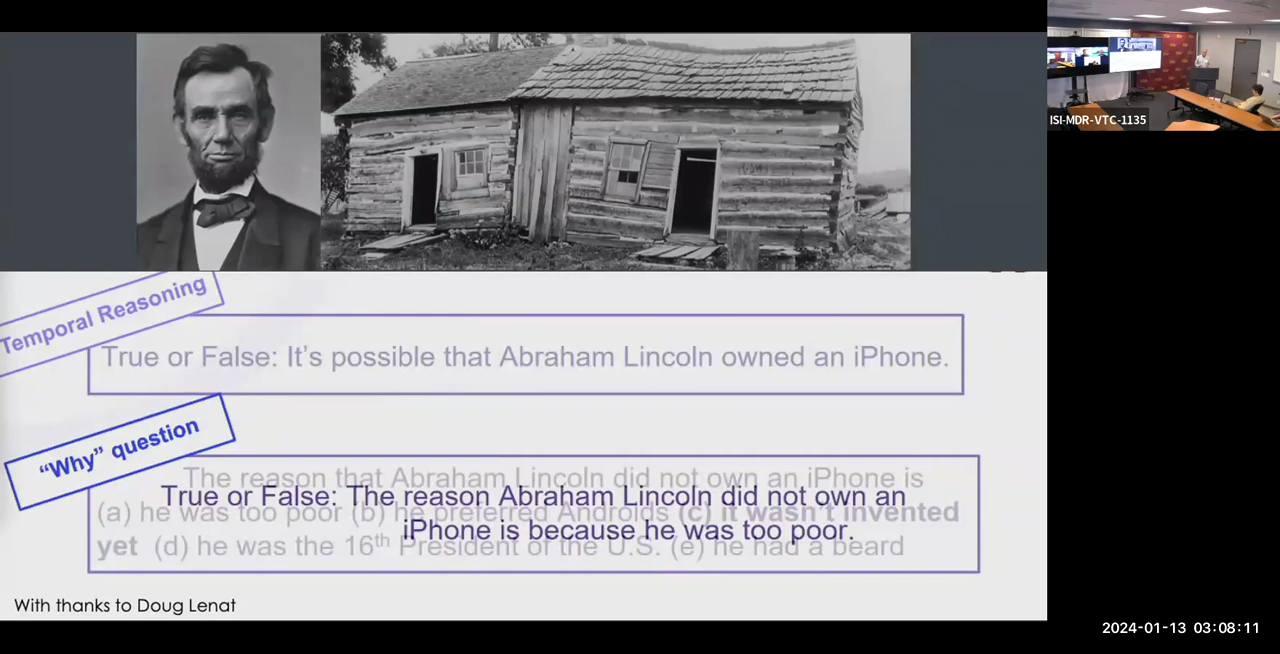 ISI-MDR-VTC-1135
Temporal Reasoning
True or False: It's possible that Abraham Lincoln owned an iPhone.
“Why” question
The reason that Abraham Lincoln did not own an iPhone is
(a) he was too poor (b) he preferred Androids (c) it wasn't invented
yet (d) he was the 16th President of the U.S. (e) he had a beard
True or False: The reason Abraham Lincoln did not own an
iPhone is because he was too poor.
With thanks to Doug Lenat
2024-01-13 03:08:11